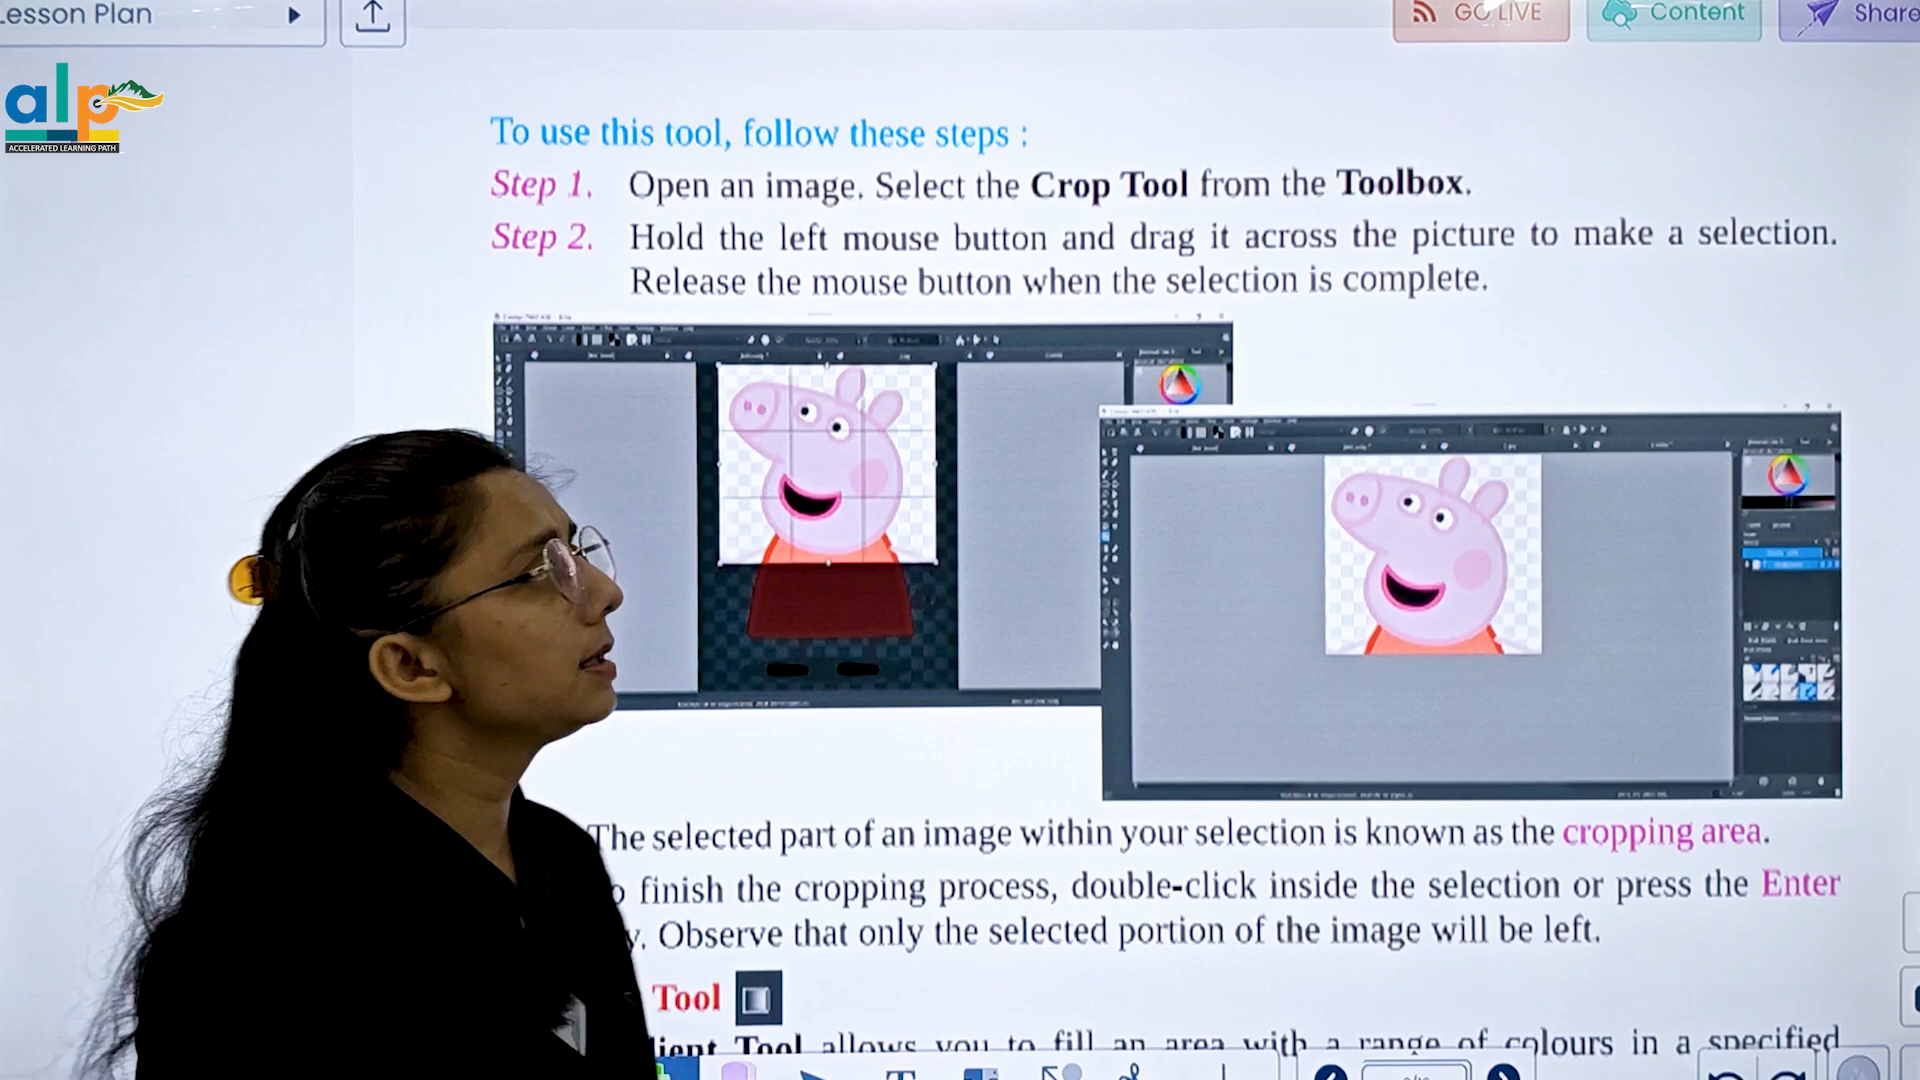 Lesson Plan
GO LIVE
Content
Share
alp
ACCELERATED LEARNING PATH
To use this tool, follow these steps :
Step 1. Open an image. Select the Crop Tool from the Toolbox.
Step 2. Hold the left mouse button and drag it across the picture to make a selection.
Release the mouse button when the selection is complete.
The selected part of an image within your selection is known as the cropping area.
finish the cropping process, double-click inside the selection or press the Enter
y. Observe that only the selected portion of the image will be left.
Tool
dient Tool allows you to fill an area with a range of colours in a specified